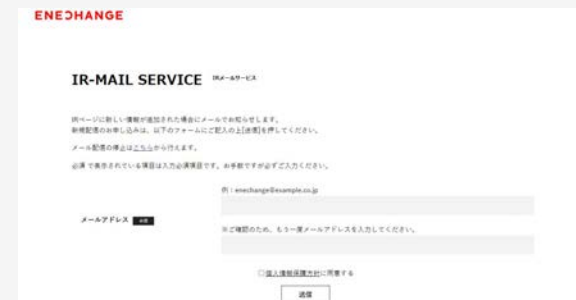 ENECHANGE
IR-MAIL SERVICE IRメールサービス
IRページに新しい情報が追加された場合にメールでお知らせします。
新規配信のお申し込みは、以下のフォームにご記入の上[送信]を押してください。
メール配信の停止はこちらから行えます。
必須 で表示されている項目は入力必須項目です。お手数ですが必ずご入力ください。
例：enechange@example.co.jp
メールアドレス 必須
※ご確認のため、もう一度メールアドレスを入力してください。
個人情報保護方針に同意する
送信